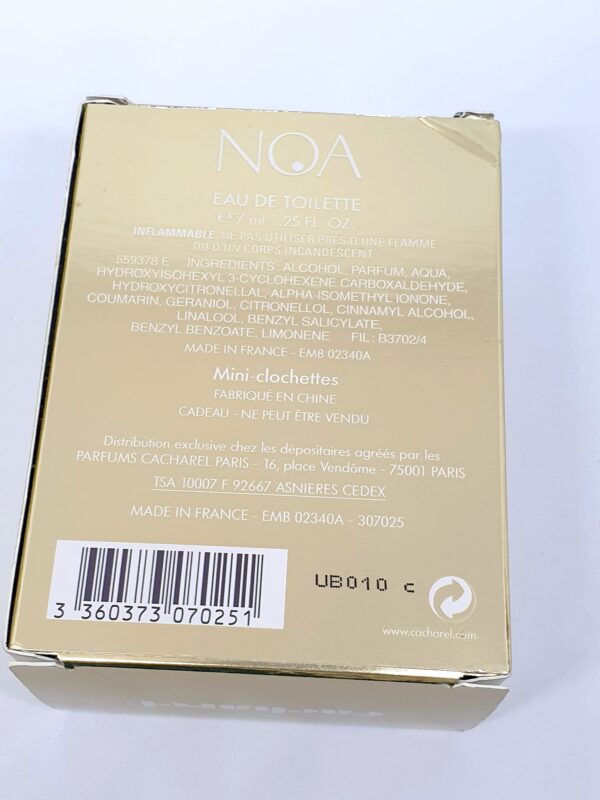 NOA
EAU DE TOILETTE
℮ 7 ml - .25 FL. OZ.
INFLAMMABLE. NE PAS UTILISER PRES D'UNE FLAMME
OU D'UN CORPS INCANDESCENT
559378 E INGREDIENTS : ALCOHOL, PARFUM, AQUA,
HYDROXYISOHEXYL 3-CYCLOHEXENE CARBOXALDEHYDE,
HYDROXYCITRONELLAL, ALPHA-ISOMETHYL IONONE,
COUMARIN, GERANIOL, CITRONELLOL, CINNAMYL ALCOHOL,
LINALOOL, BENZYL SALICYLATE,
BENZYL BENZOATE, LIMONENE FIL : B3702/4
MADE IN FRANCE - EMB 02340A
Mini-clochettes
FABRIQUÉ EN CHINE
CADEAU - NE PEUT ÊTRE VENDU
Distribution exclusive chez les dépositaires agréés par les
PARFUMS CACHAREL PARIS - 16, place Vendôme - 75001 PARIS
TSA 10007 F 92667 ASNIERES CEDEX
MADE IN FRANCE - EMB 02340A - 307025
UB010 c
3 360373 070251
www.cacharel.com